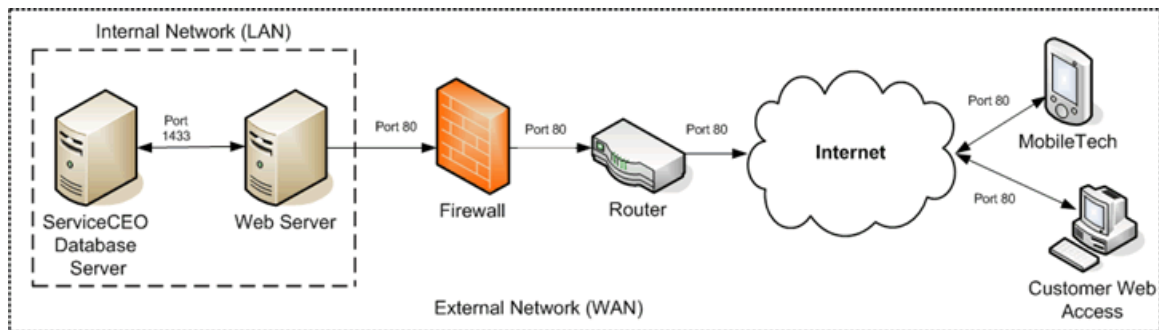 Internal Network (LAN)
Port
1433
ServiceCEO
Database
Server
Web Server
Port 80
Firewall
Port 80
Router
Port 80
Internet
Port 80
MobileTech
Port 80
Customer Web
Access
External Network (WAN)